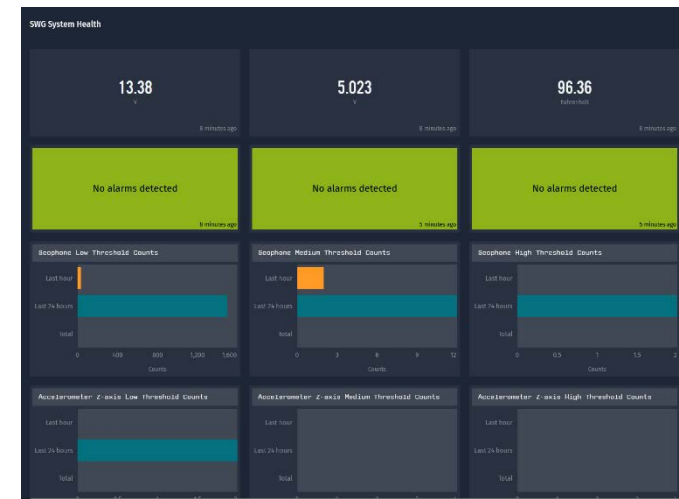 SWG System Health
13.38
V
8 minutes ago
5.023
V
8 minutes ago
96.36
Fahrenheit
8 minutes ago
No alarms detected
8 minutes ago
No alarms detected
5 minutes ago
No alarms detected
5 minutes ago
Geophone Low Threshold Counts
Last hour
Last 24 hours
Total
0 400 800 1,200 1,600
Counts
Geophone Medium Threshold Counts
Last hour
Last 24 hours
Total
0 3 6 9 12
Counts
Geophone High Threshold Counts
Last hour
Last 24 hours
Total
0 0.5 1 1.5 2
Counts
Accelerometer Z-axis Low Threshold Counts
Last hour
Last 24 hours
Total
Accelerometer Z-axis Medium Threshold Counts
Last hour
Last 24 hours
Total
Accelerometer Z-axis High Threshold Counts
Last hour
Last 24 hours
Total